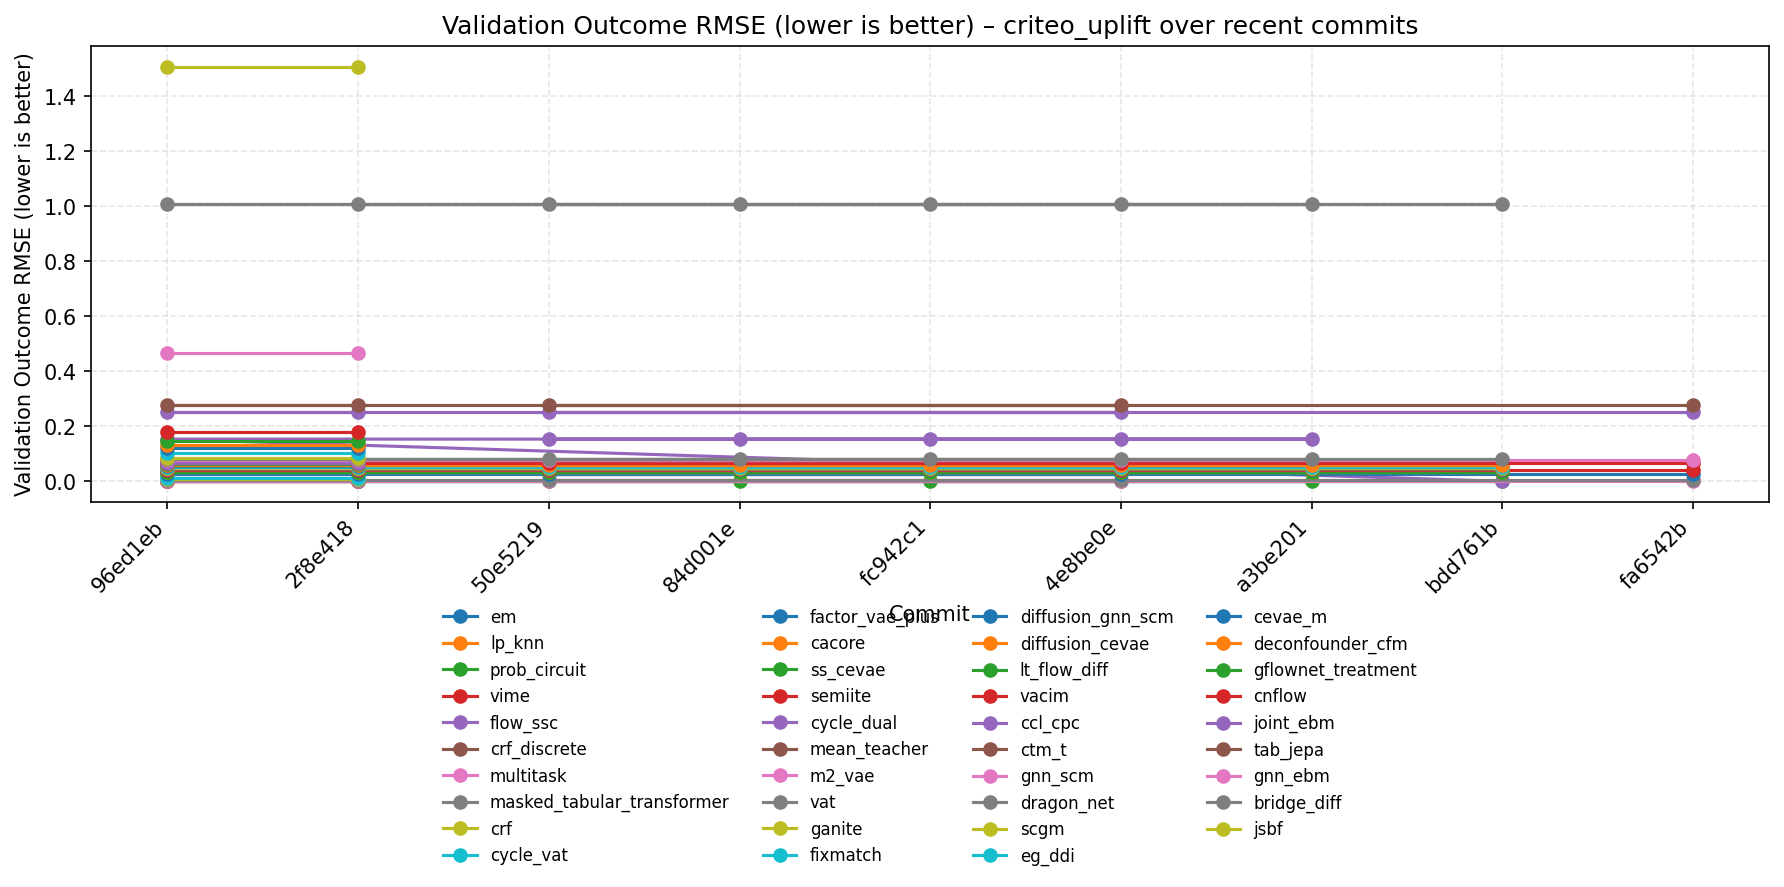 Validation Outcome RMSE (lower is better) – criteo_uplift over recent commits
Validation Outcome RMSE (lower is better)
1.4
1.2
1.0
0.8
0.6
0.4
0.2
0.0
96ed1eb
2f8e418
50e5219
84d001e
fc942c1
4e8be0e
a3be201
bdd761b
fa6542b
Commit
em
lp_knn
prob_circuit
vime
flow_ssc
crf_discrete
multitask
masked_tabular_transformer
crf
cycle_vat
factor_vae_plus
cacore
ss_cevae
semiite
cycle_dual
mean_teacher
m2_vae
vat
ganite
fixmatch
diffusion_gnn_scm
diffusion_cevae
lt_flow_diff
vacim
ccl_cpc
ctm_t
gnn_scm
dragon_net
scgm
eg_ddi
cevae_m
deconfounder_cfm
gflownet_treatment
cnflow
joint_ebm
tab_jepa
gnn_ebm
bridge_diff
jsbf